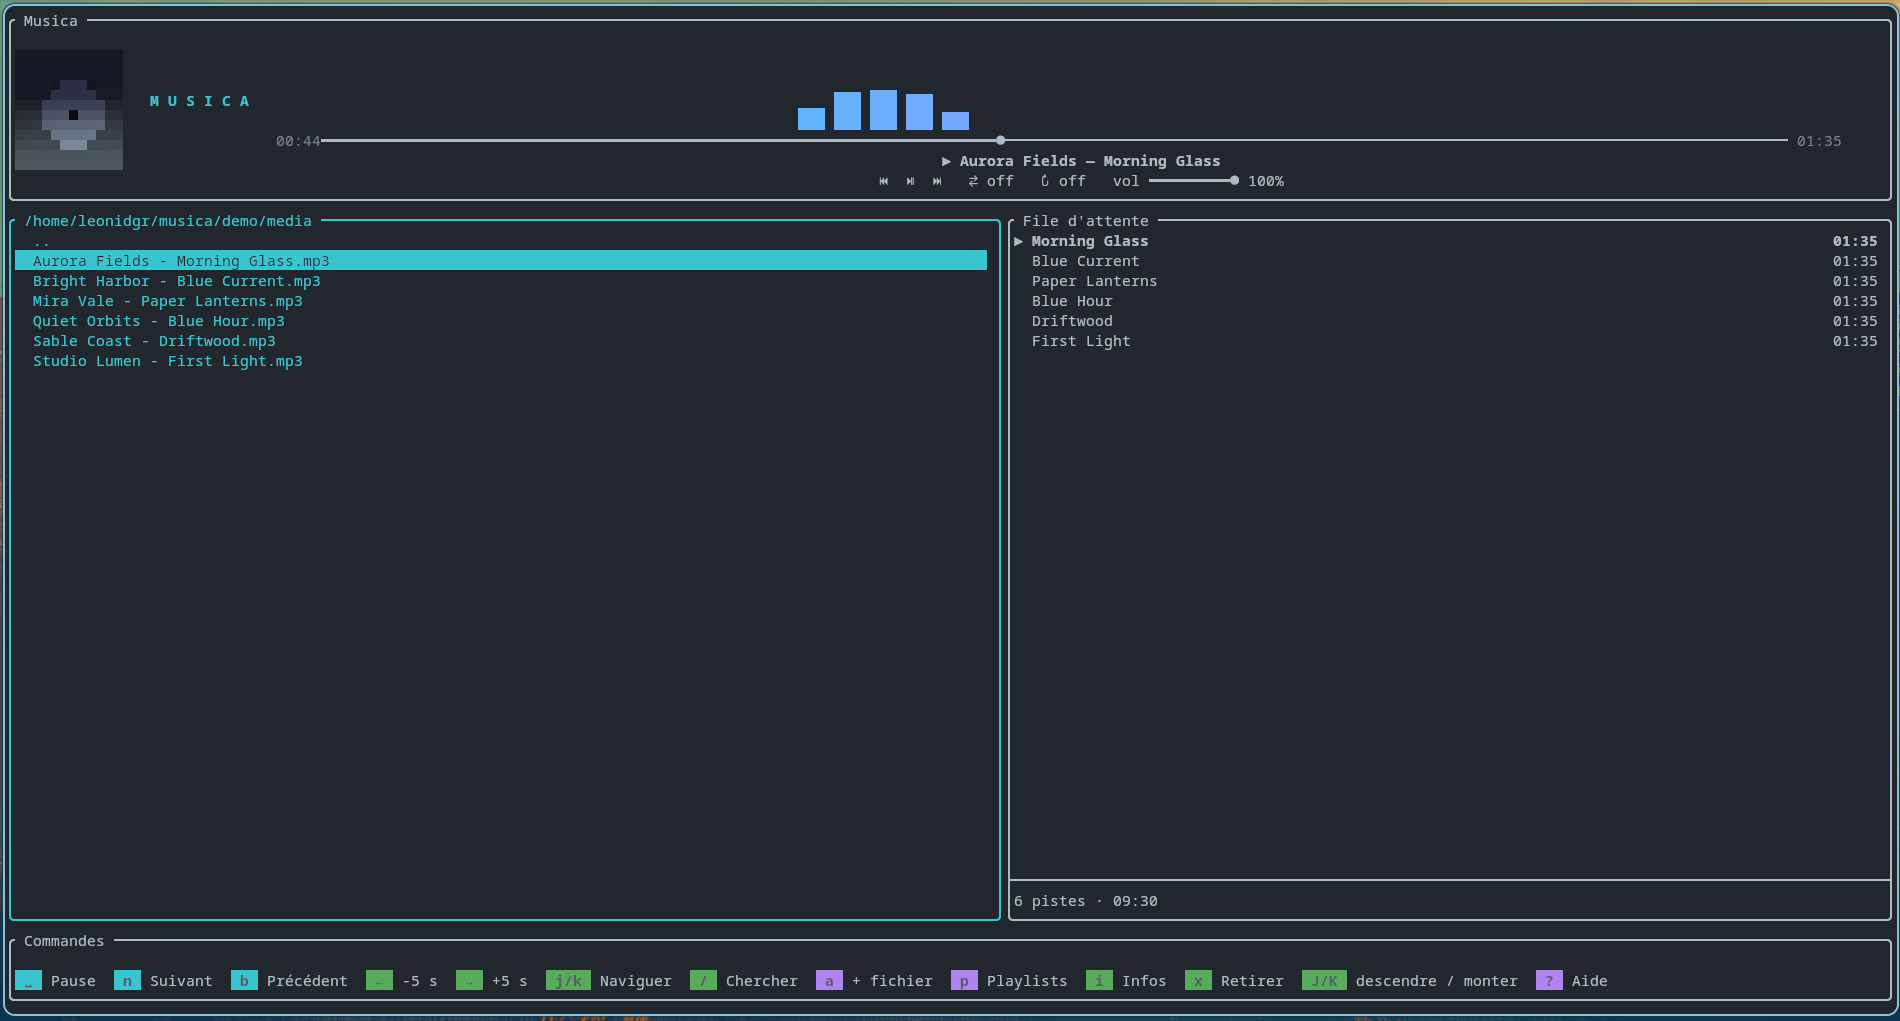 Musica
M U S I C A
00:44 01:35
▶ Aurora Fields — Morning Glass
⏮ ⏯ ⏭ ⇄ off ↻ off vol 100%
/home/leonidgr/musica/demo/media
..
Aurora Fields - Morning Glass.mp3
Bright Harbor - Blue Current.mp3
Mira Vale - Paper Lanterns.mp3
Quiet Orbits - Blue Hour.mp3
Sable Coast - Driftwood.mp3
Studio Lumen - First Light.mp3
File d'attente
▶ Morning Glass 01:35
Blue Current 01:35
Paper Lanterns 01:35
Blue Hour 01:35
Driftwood 01:35
First Light 01:35
6 pistes · 09:30
Commandes
␣ Pause n Suivant b Précédent ← -5 s → +5 s j/k Naviguer / Chercher a + fichier p Playlists i Infos x Retirer J/K descendre / monter ? Aide